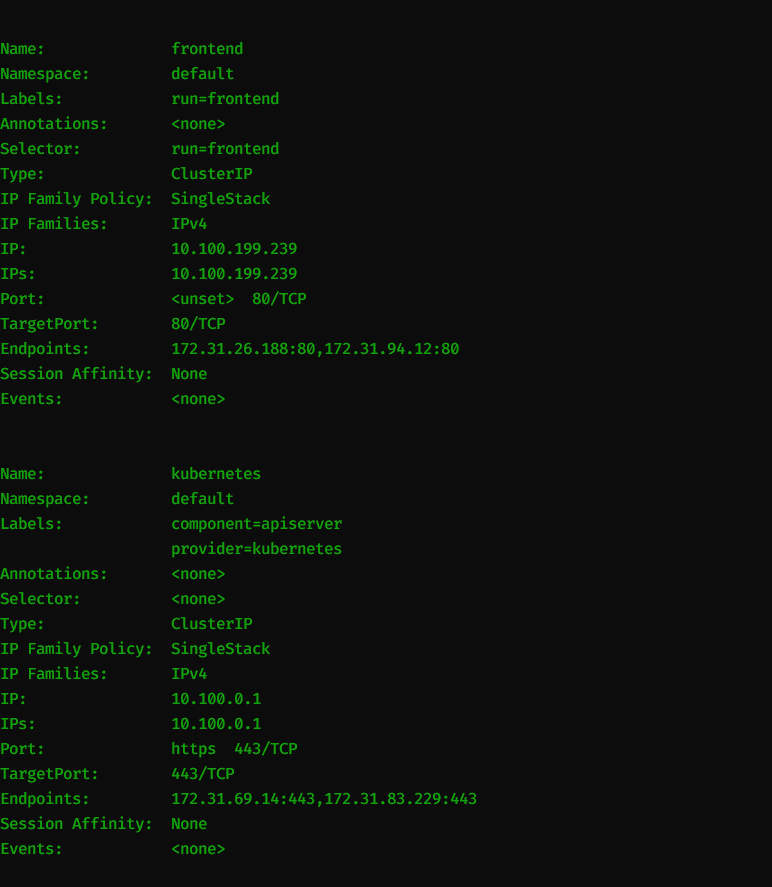 Name:              frontend
Namespace:         default
Labels:            run=frontend
Annotations:       <none>
Selector:          run=frontend
Type:              ClusterIP
IP Family Policy:  SingleStack
IP Families:       IPv4
IP:                10.100.199.239
IPs:               10.100.199.239
Port:              <unset>  80/TCP
TargetPort:        80/TCP
Endpoints:         172.31.26.188:80,172.31.94.12:80
Session Affinity:  None
Events:            <none>
Name:              kubernetes
Namespace:         default
Labels:            component=apiserver
                   provider=kubernetes
Annotations:       <none>
Selector:          <none>
Type:              ClusterIP
IP Family Policy:  SingleStack
IP Families:       IPv4
IP:                10.100.0.1
IPs:               10.100.0.1
Port:              https  443/TCP
TargetPort:        443/TCP
Endpoints:         172.31.69.14:443,172.31.83.229:443
Session Affinity:  None
Events:            <none>